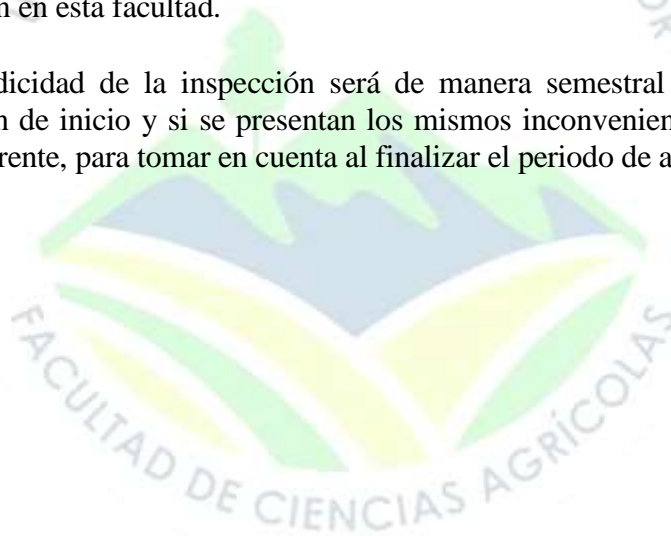 n en esta facultad.
dicidad de la inspección será de manera semestral
n de inicio y si se presentan los mismos inconvenien
rente, para tomar en cuenta al finalizar el periodo de a
FACULTAD DE CIENCIAS AGRÍCOLAS